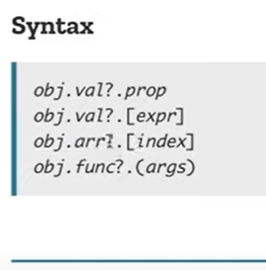 Syntax
obj.val?.prop
obj.val?.[expr]
obj.arr?.[index]
obj.func?.(args)